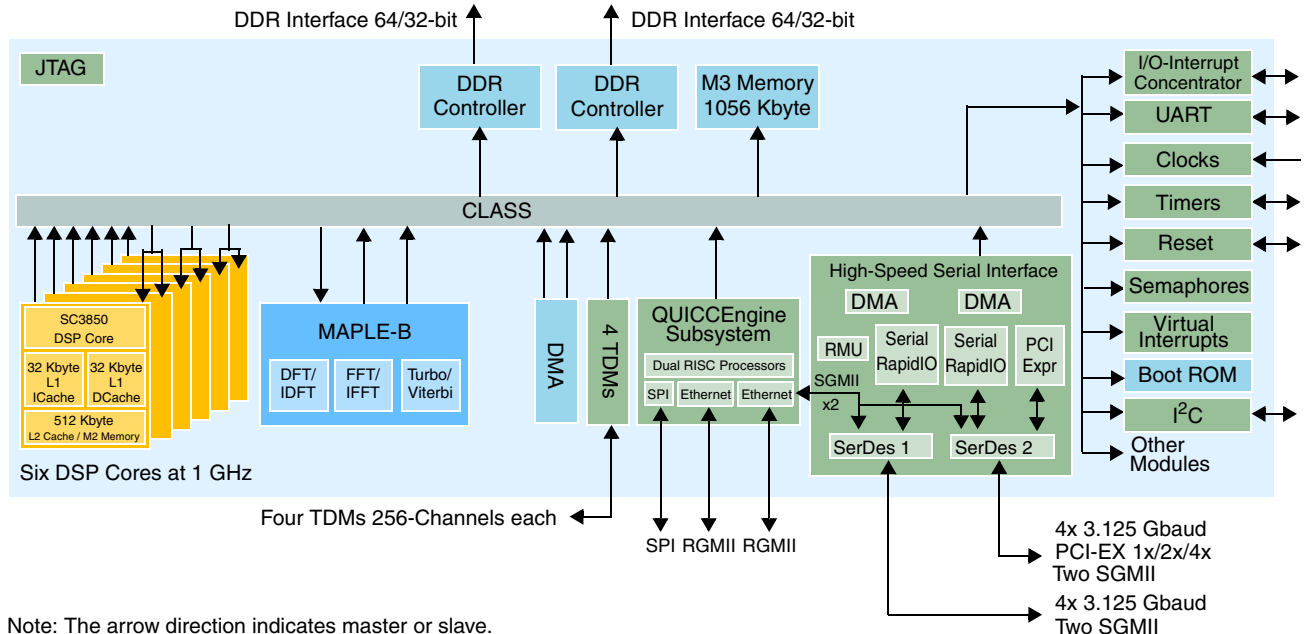 DDR Interface 64/32-bit
DDR Interface 64/32-bit
JTAG
DDR
Controller
DDR
Controller
M3 Memory
1056 Kbyte
I/O-Interrupt
Concentrator
UART
Clocks
Timers
Reset
Semaphores
Virtual
Interrupts
Boot ROM
I²C
Other
Modules
CLASS
SC3850
DSP Core
32 Kbyte
L1
ICache
32 Kbyte
L1
DCache
512 Kbyte
L2 Cache / M2 Memory
Six DSP Cores at 1 GHz
MAPLE-B
DFT/
IDFT
FFT/
IFFT
Turbo/
Viterbi
DMA
4 TDMs
QUICCEngine
Subsystem
Dual RISC Processors
SPI
Ethernet
Ethernet
High-Speed Serial Interface
DMA
DMA
RMU
Serial
RapidIO
Serial
RapidIO
PCI
Expr
SGMII
x2
SerDes 1
SerDes 2
Four TDMs 256-Channels each
SPI
RGMII
RGMII
4x 3.125 Gbaud
PCI-EX 1x/2x/4x
Two SGMII
4x 3.125 Gbaud
Two SGMII
Note: The arrow direction indicates master or slave.